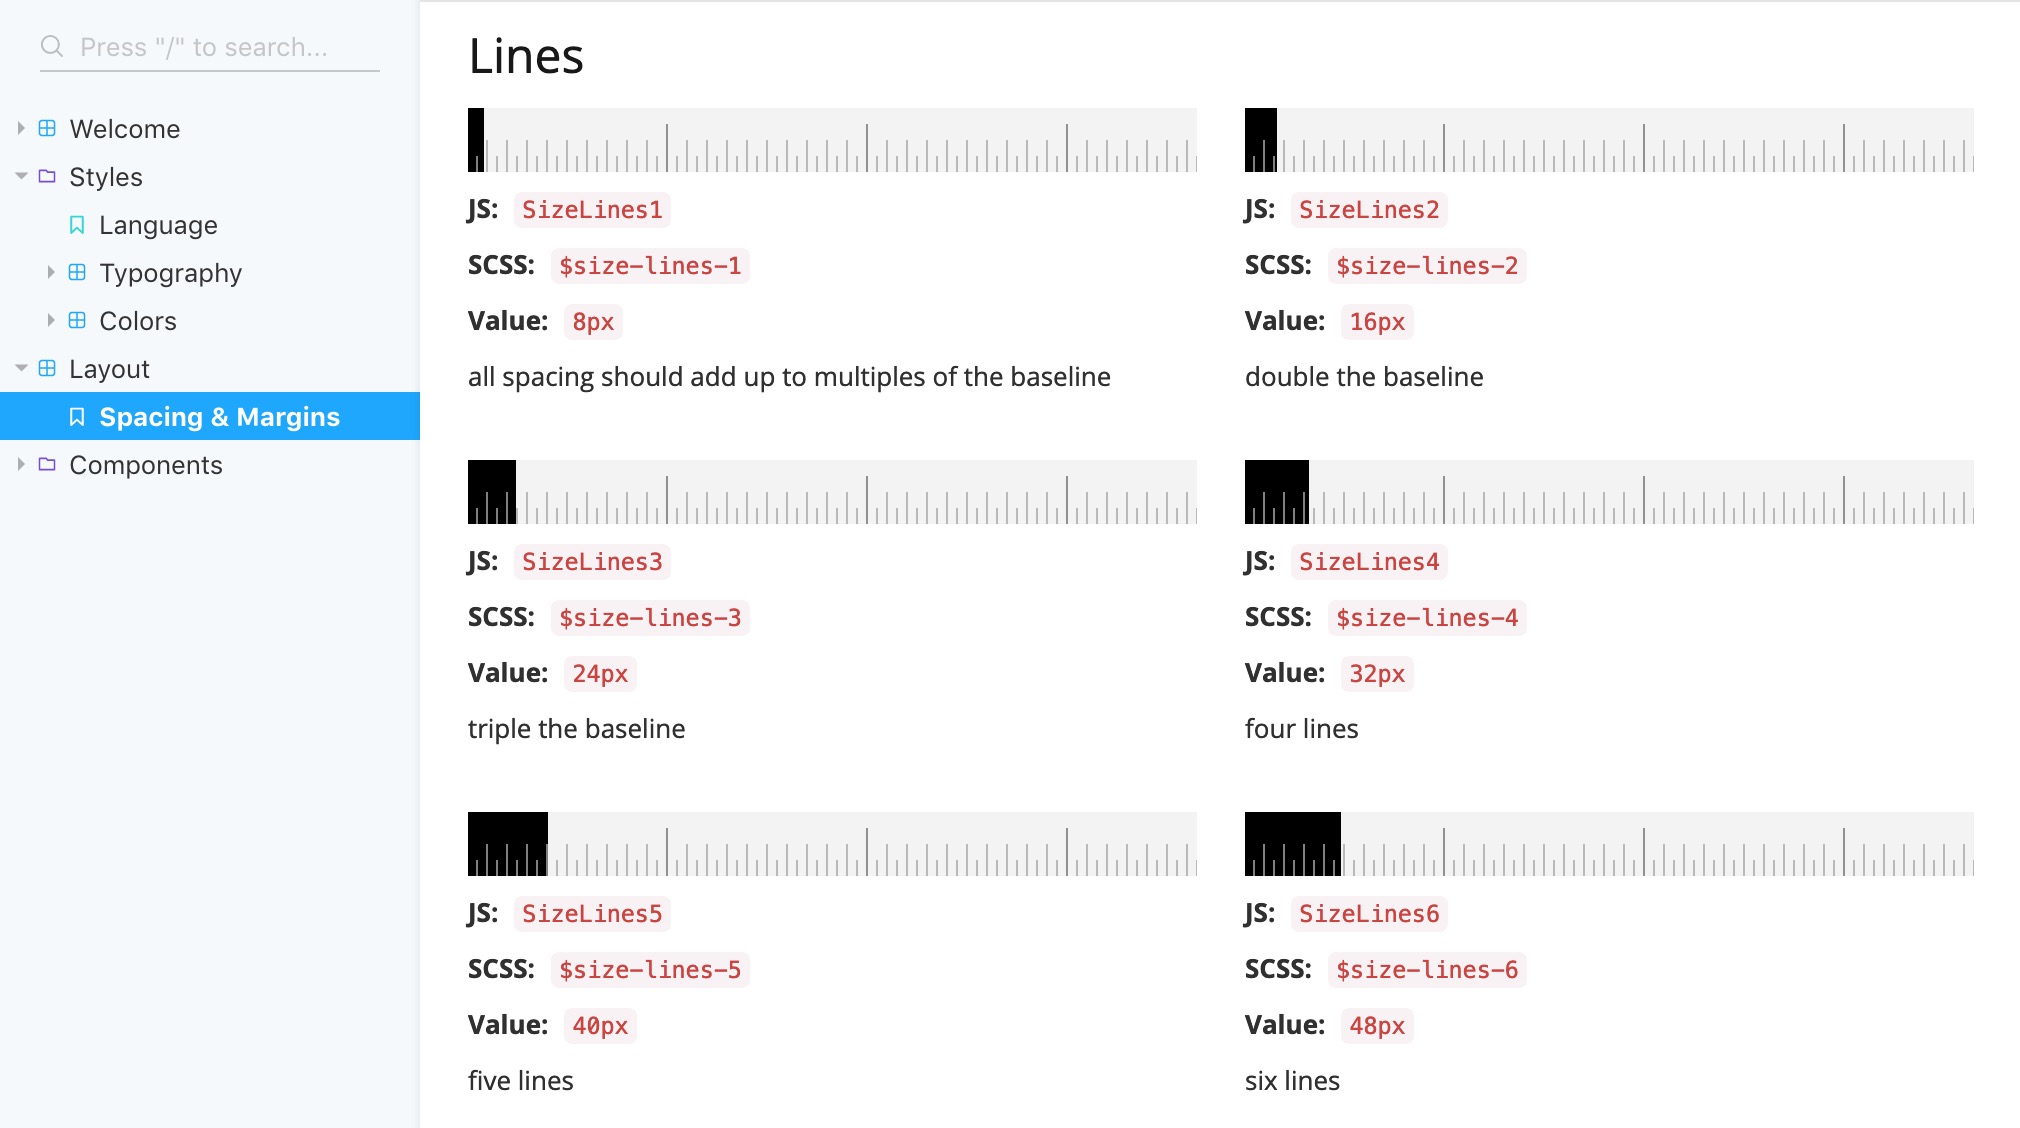 Press "/" to search...
Welcome
Styles
Language
Typography
Colors
Layout
Spacing & Margins
Components
Lines
JS: SizeLines1
SCSS: $size-lines-1
Value: 8px
all spacing should add up to multiples of the baseline
JS: SizeLines2
SCSS: $size-lines-2
Value: 16px
double the baseline
JS: SizeLines3
SCSS: $size-lines-3
Value: 24px
triple the baseline
JS: SizeLines4
SCSS: $size-lines-4
Value: 32px
four lines
JS: SizeLines5
SCSS: $size-lines-5
Value: 40px
five lines
JS: SizeLines6
SCSS: $size-lines-6
Value: 48px
six lines